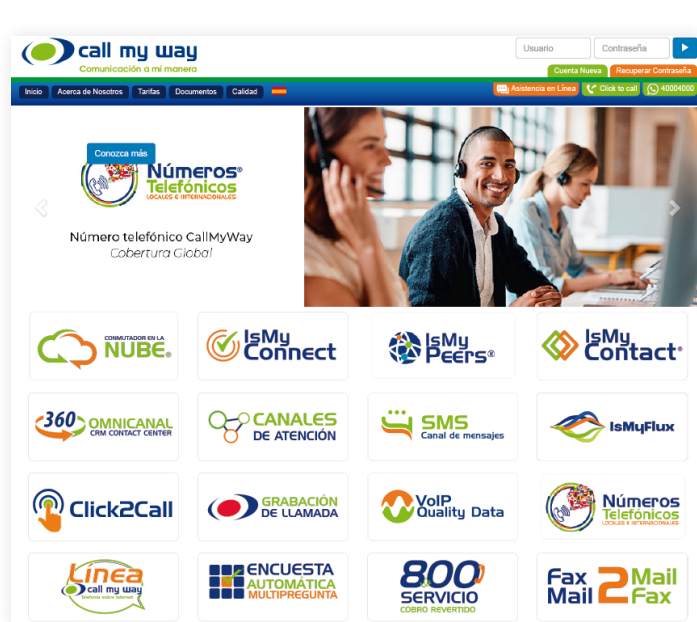 call my way
Comunicación a mi manera
Usuario
Contraseña
Cuenta Nueva
Recuperar Contraseña
Inicio
Acerca de Nosotros
Tarifas
Documentos
Calidad
Asistencia en Linea
Click to call
40004000
Conozca más
Números®
Telefónicos
LOCALES E INTERNACIONALES
Número telefónico CallMyWay
Cobertura Global
CONMUTADOR EN LA
NUBE®
IsMy
Connect
IsMy
Peers®
IsMy
Contact®
360
OMNICANAL
CRM CONTACT CENTER
CANALES
DE ATENCIÓN
SMS
Canal de mensajes
IsMyFlux
Click2Call
GRABACIÓN
DE LLAMADA
VoIP
Quality Data
Números
Telefónicos
LOCALES E INTERNACIONALES
Línea
call my way
telefonía sobre internet
ENCUESTA
AUTOMÁTICA
MULTIPREGUNTA
800
SERVICIO
COBRO REVERTIDO
Fax 2 Mail
Mail Fax